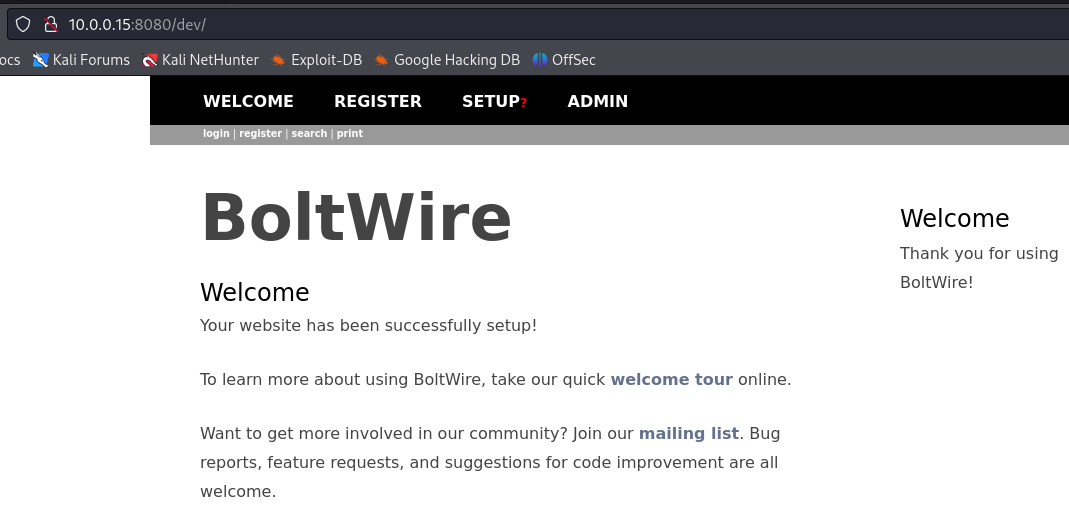 10.0.0.15:8080/dev/
ocs Kali Forums Kali NetHunter Exploit-DB Google Hacking DB OffSec
WELCOME REGISTER SETUP? ADMIN
login | register | search | print
BoltWire
Welcome
Your website has been successfully setup!
To learn more about using BoltWire, take our quick welcome tour online.
Want to get more involved in our community? Join our mailing list. Bug
reports, feature requests, and suggestions for code improvement are all
welcome.
Welcome
Thank you for using
BoltWire!